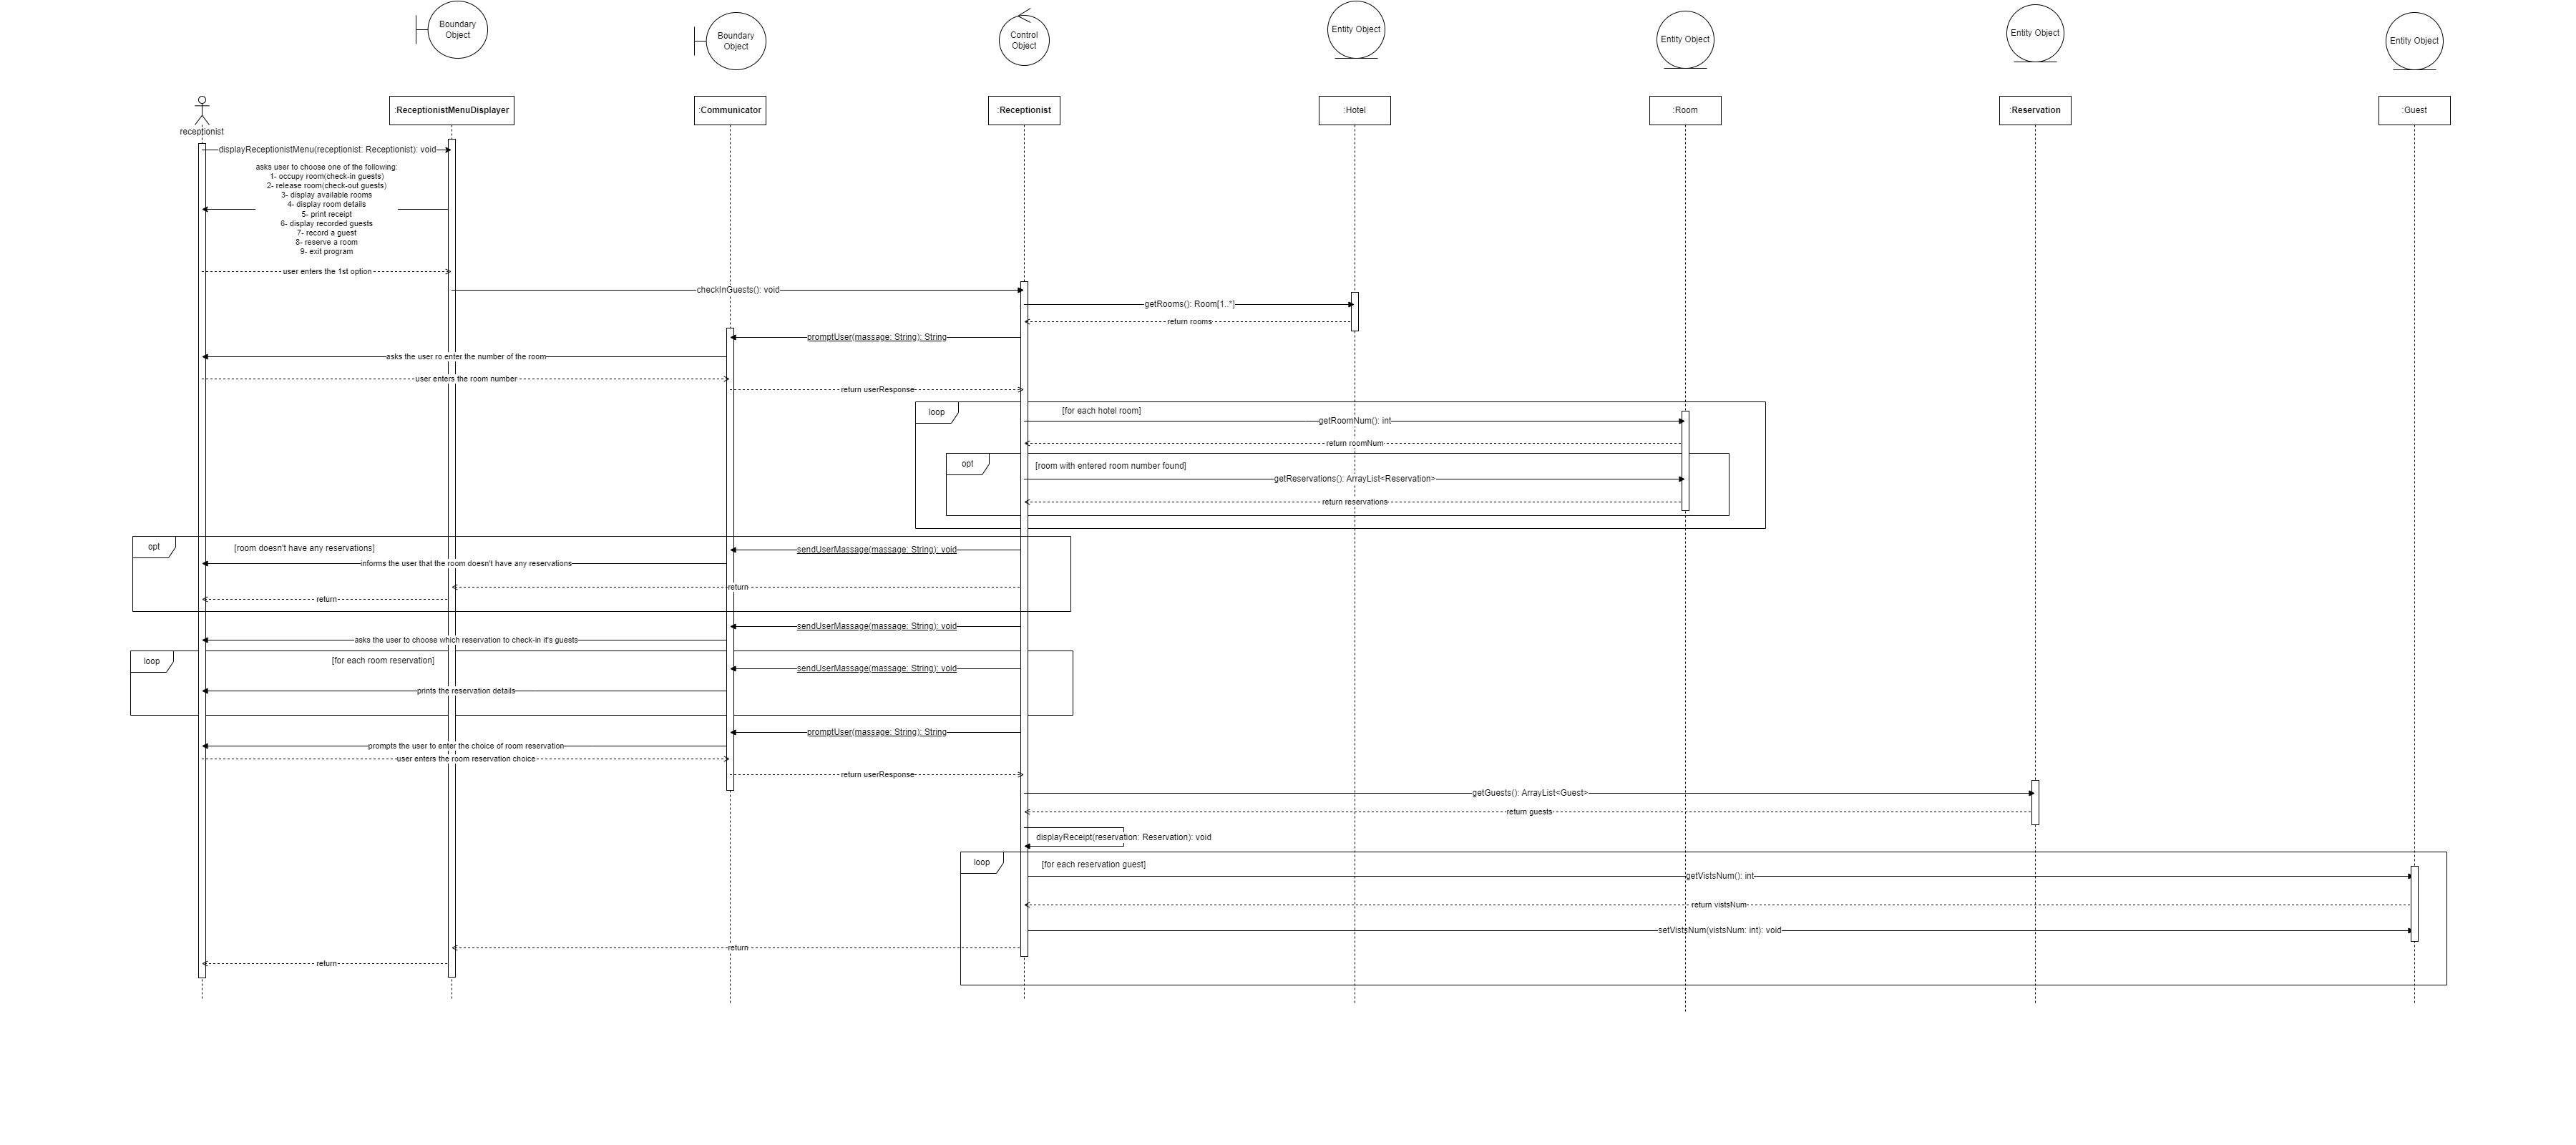 Boundary
Object
Boundary
Object
Control
Object
Entity Object
Entity Object
Entity Object
Entity Object
receptionist
:ReceptionistMenuDisplayer
:Communicator
:Receptionist
:Hotel
:Room
:Reservation
:Guest
displayReceptionistMenu(receptionist: Receptionist): void
asks user to choose one of the following:
1- occupy room(check-in guests)
2- release room(check-out guests)
3- display available rooms
4- display room details
5- print receipt
6- display recorded guests
7- record a guest
8- reserve a room
9- exit program
user enters the 1st option
checkInGuests(): void
getRooms(): Room[1..*]
return rooms
promptUser(massage: String): String
asks the user ro enter the number of the room
user enters the room number
return userResponse
loop
[for each hotel room]
getRoomNum(): int
return roomNum
opt
[room with entered room number found]
getReservations(): ArrayList<Reservation>
return reservations
opt
[room doesn't have any reservations]
sendUserMassage(massage: String): void
informs the user that the room doesn't have any reservations
return
return
sendUserMassage(massage: String): void
asks the user to choose which reservation to check-in it's guests
loop
[for each room reservation]
sendUserMassage(massage: String): void
prints the reservation details
promptUser(massage: String): String
prompts the user to enter the choice of room reservation
user enters the room reservation choice
return userResponse
getGuests(): ArrayList<Guest>
return guests
displayReceipt(reservation: Reservation): void
loop
[for each reservation guest]
getVistsNum(): int
return vistsNum
setVistsNum(vistsNum: int): void
return
return